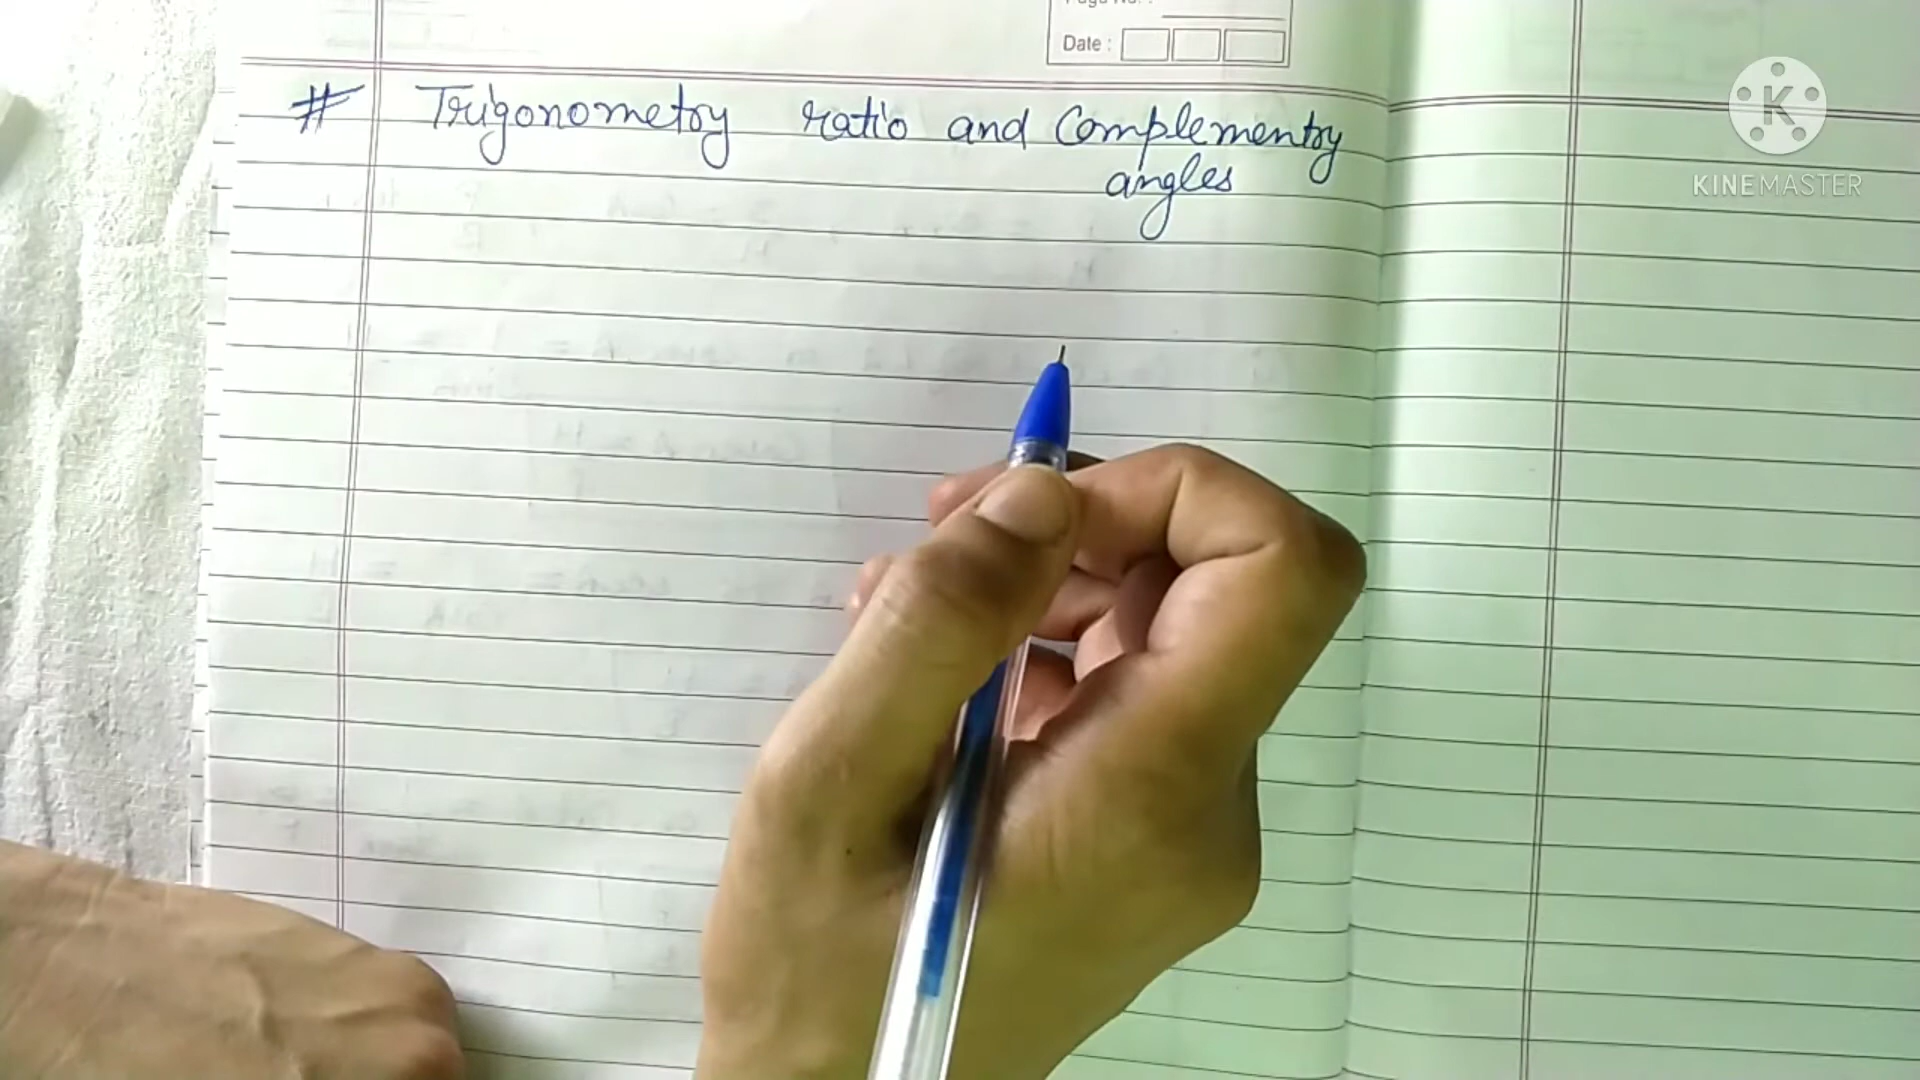 Date :
# Trigonometry ratio and Complementry
angles
KINEMASTER